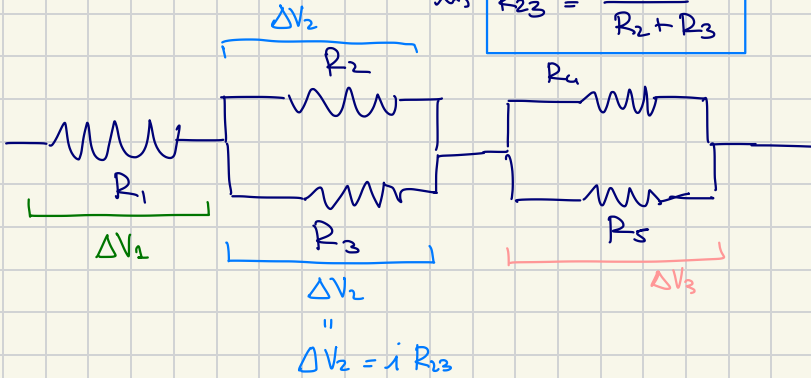 ΔV₂
R₂₃ =
R₂ + R₃
R₂
R₄
R₁
R₃
R₅
ΔV₁
ΔV₂
ΔV₃
"
ΔV₂ = i R₂₃